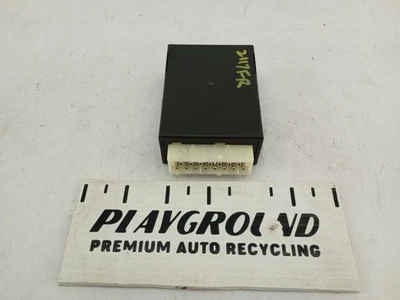 PLAYGROUND
PREMIUM AUTO RECYCLING